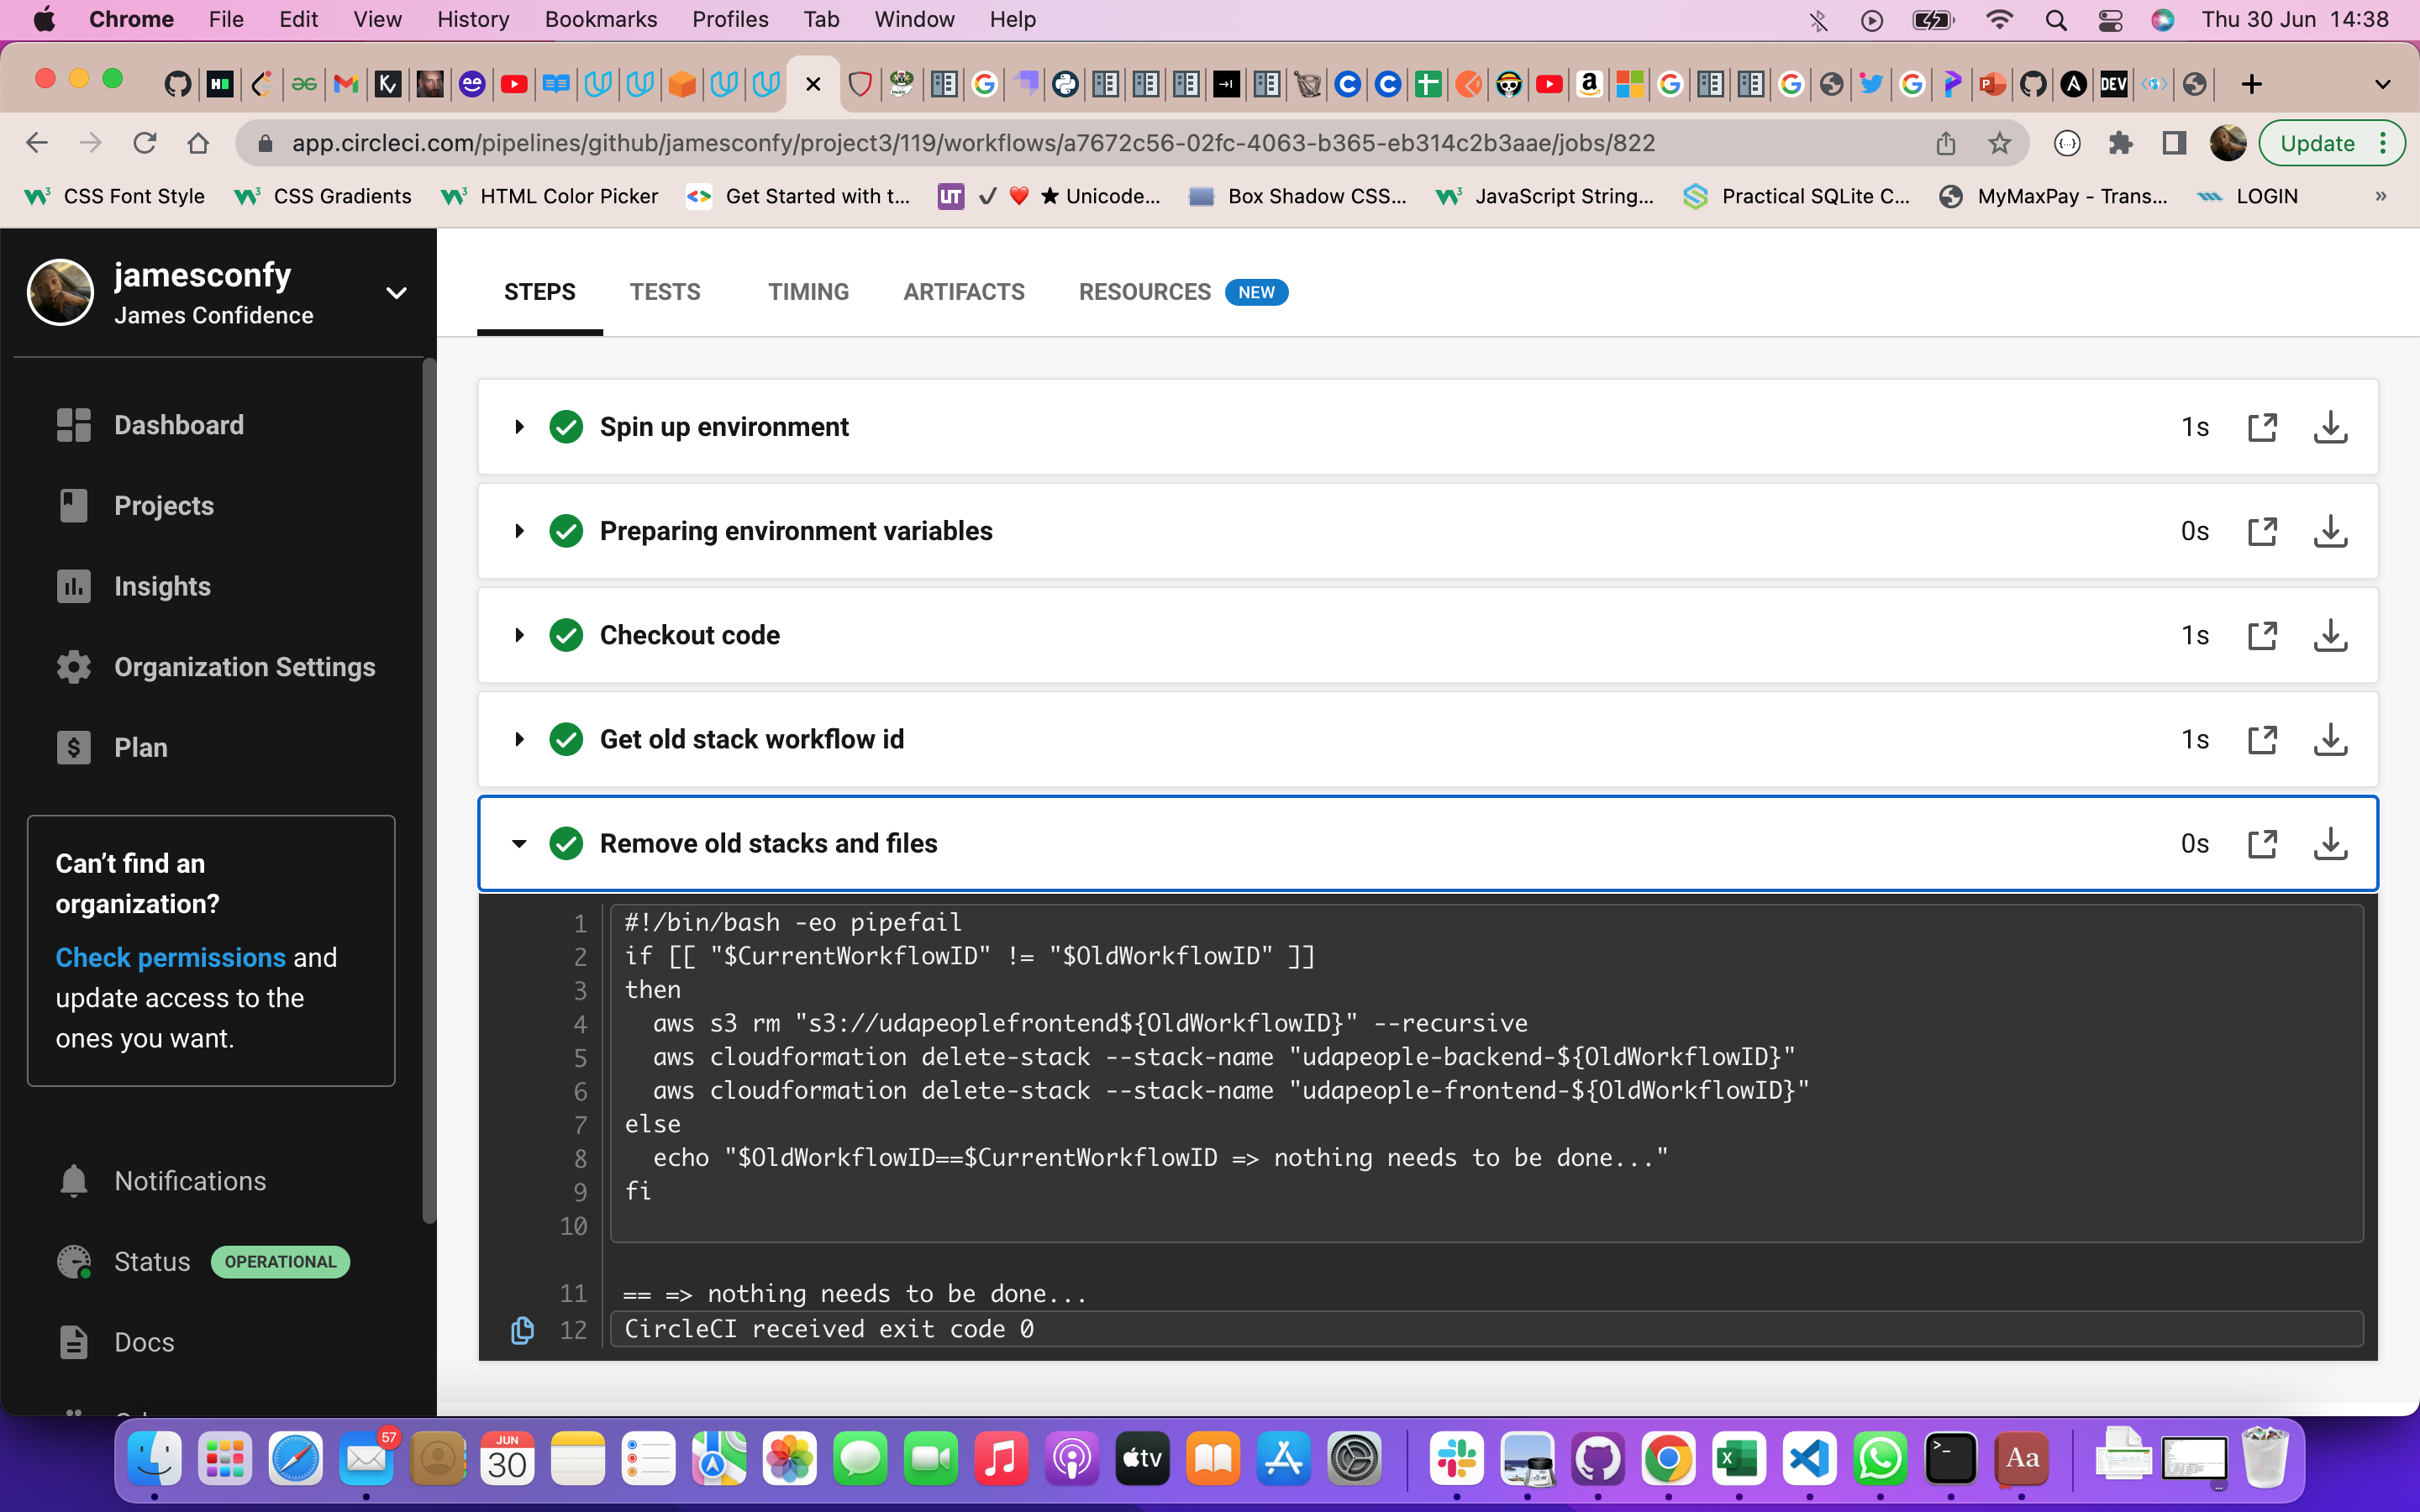 Chrome File Edit View History Bookmarks Profiles Tab Window Help Thu 30 Jun 14:38
app.circleci.com/pipelines/github/jamesconfy/project3/119/workflows/a7672c56-02fc-4063-b365-eb314c2b3aae/jobs/822 Update
CSS Font Style CSS Gradients HTML Color Picker Get Started with t... UT ✓ ❤️ ★ Unicode... Box Shadow CSS... JavaScript String... Practical SQLite C... MyMaxPay - Trans... LOGIN »
jamesconfy
James Confidence
Dashboard
Projects
Insights
Organization Settings
Plan
Can't find an
organization?
Check permissions and
update access to the
ones you want.
Notifications
Status OPERATIONAL
Docs
STEPS TESTS TIMING ARTIFACTS RESOURCES NEW
Spin up environment 1s
Preparing environment variables 0s
Checkout code 1s
Get old stack workflow id 1s
Remove old stacks and files 0s
1 #!/bin/bash -eo pipefail
2 if [[ "$CurrentWorkflowID" != "$OldWorkflowID" ]]
3 then
4 aws s3 rm "s3://udapeoplefrontend${OldWorkflowID}" --recursive
5 aws cloudformation delete-stack --stack-name "udapeople-backend-${OldWorkflowID}"
6 aws cloudformation delete-stack --stack-name "udapeople-frontend-${OldWorkflowID}"
7 else
8 echo "$OldWorkflowID==$CurrentWorkflowID => nothing needs to be done..."
9 fi
10
11 == => nothing needs to be done...
12 CircleCI received exit code 0
57
JUN
30
tv
Aa